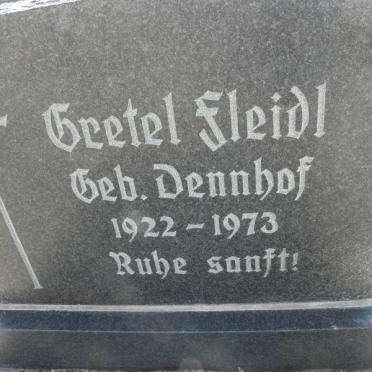 Gretel Fleidl
Geb. Dennhof
1922 - 1973
Ruhe sanft!